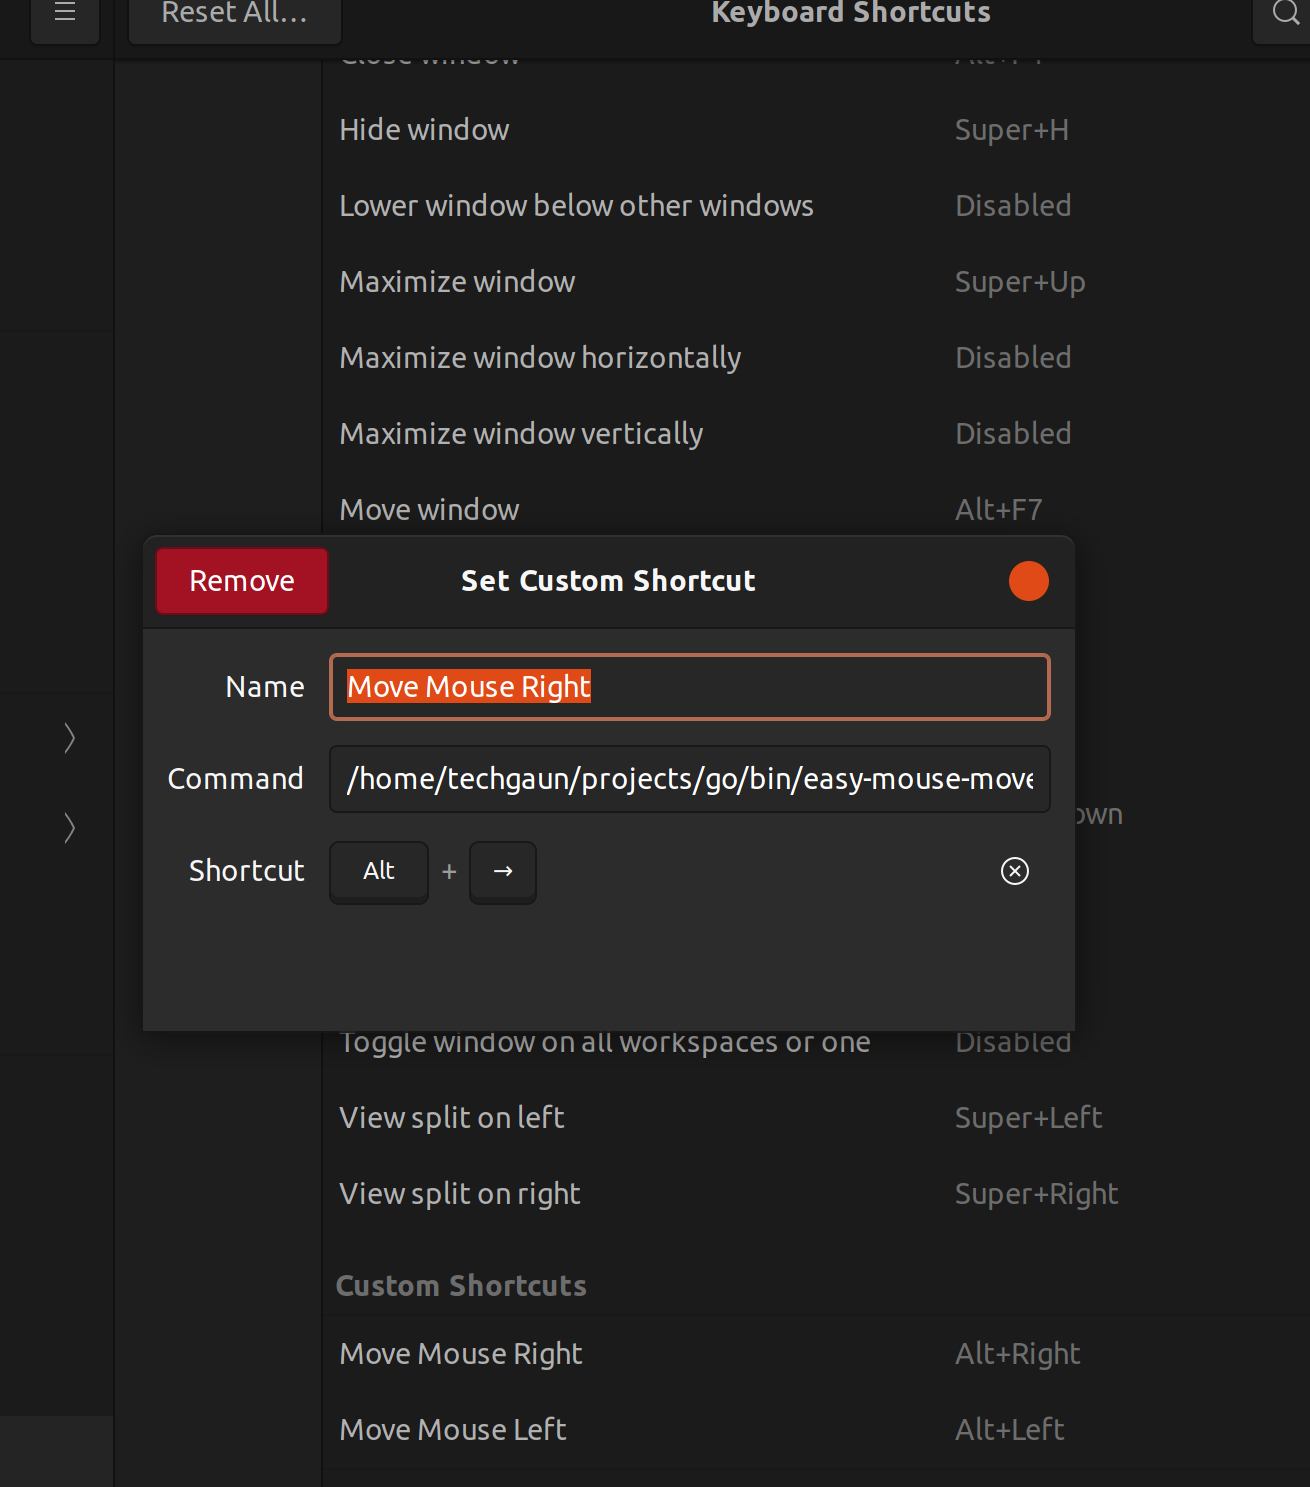 Reset All... Keyboard Shortcuts
Close window
Hide window Super+H
Lower window below other windows Disabled
Maximize window Super+Up
Maximize window horizontally Disabled
Maximize window vertically Disabled
Move window Alt+F7
Remove Set Custom Shortcut
Name Move Mouse Right
Command /home/techgaun/projects/go/bin/easy-mouse-move
own
Shortcut Alt + →
Toggle window on all workspaces or one Disabled
View split on left Super+Left
View split on right Super+Right
Custom Shortcuts
Move Mouse Right Alt+Right
Move Mouse Left Alt+Left